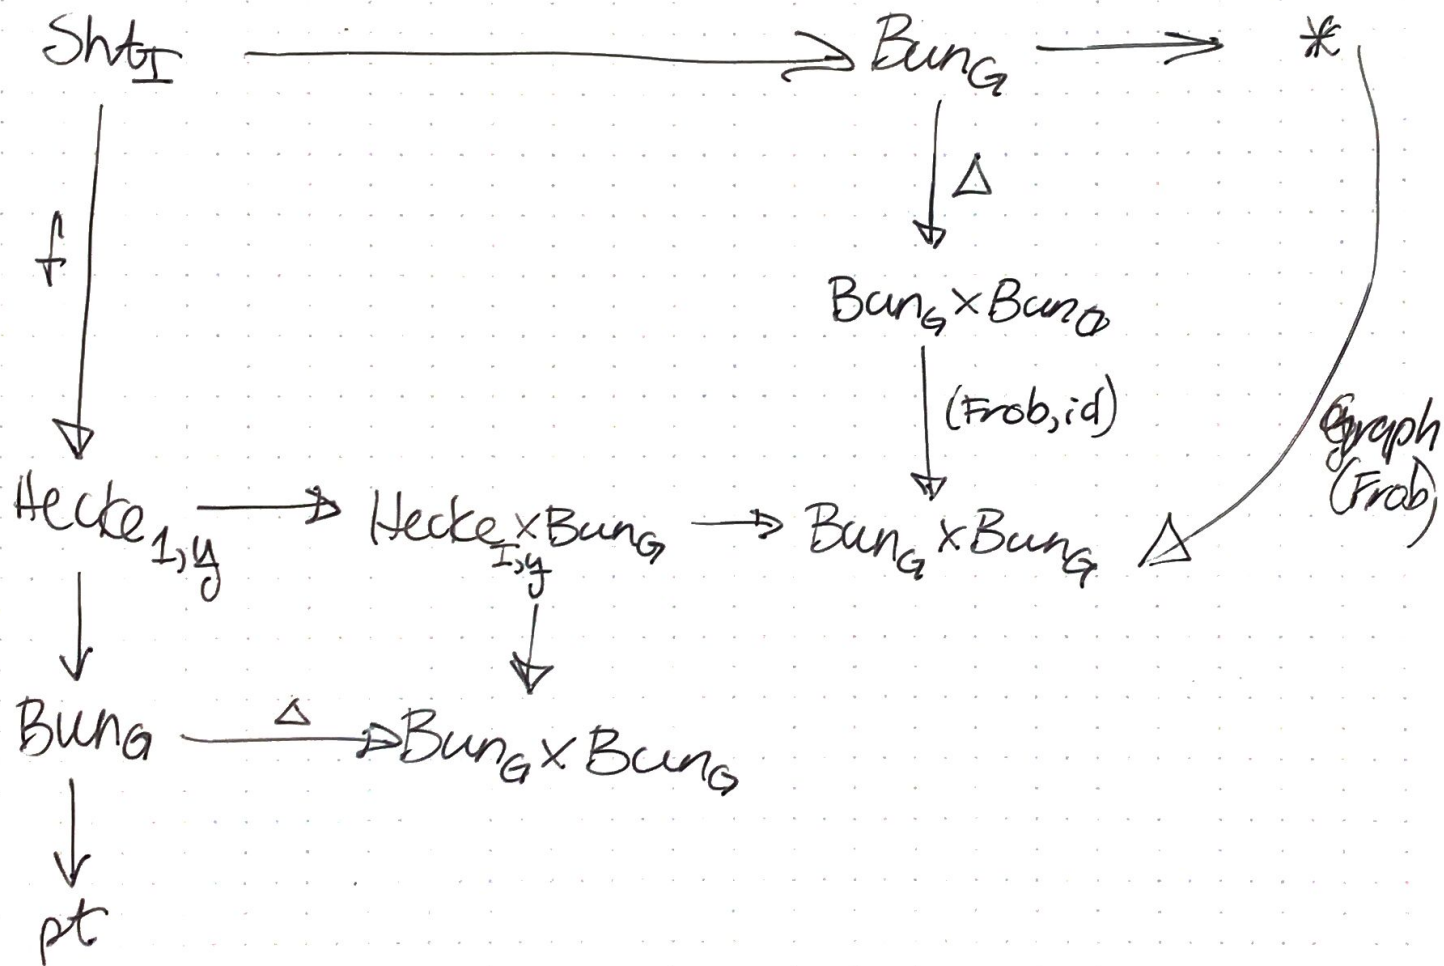 Sht_I Bun_G *
Δ
f
Bun_G × Bun_G
(Frob, id)
graph
(Frob)
Hecke_{I,y} Hecke_{I,y} × Bun_G Bun_G × Bun_G
Bun_G Δ Bun_G × Bun_G
pt